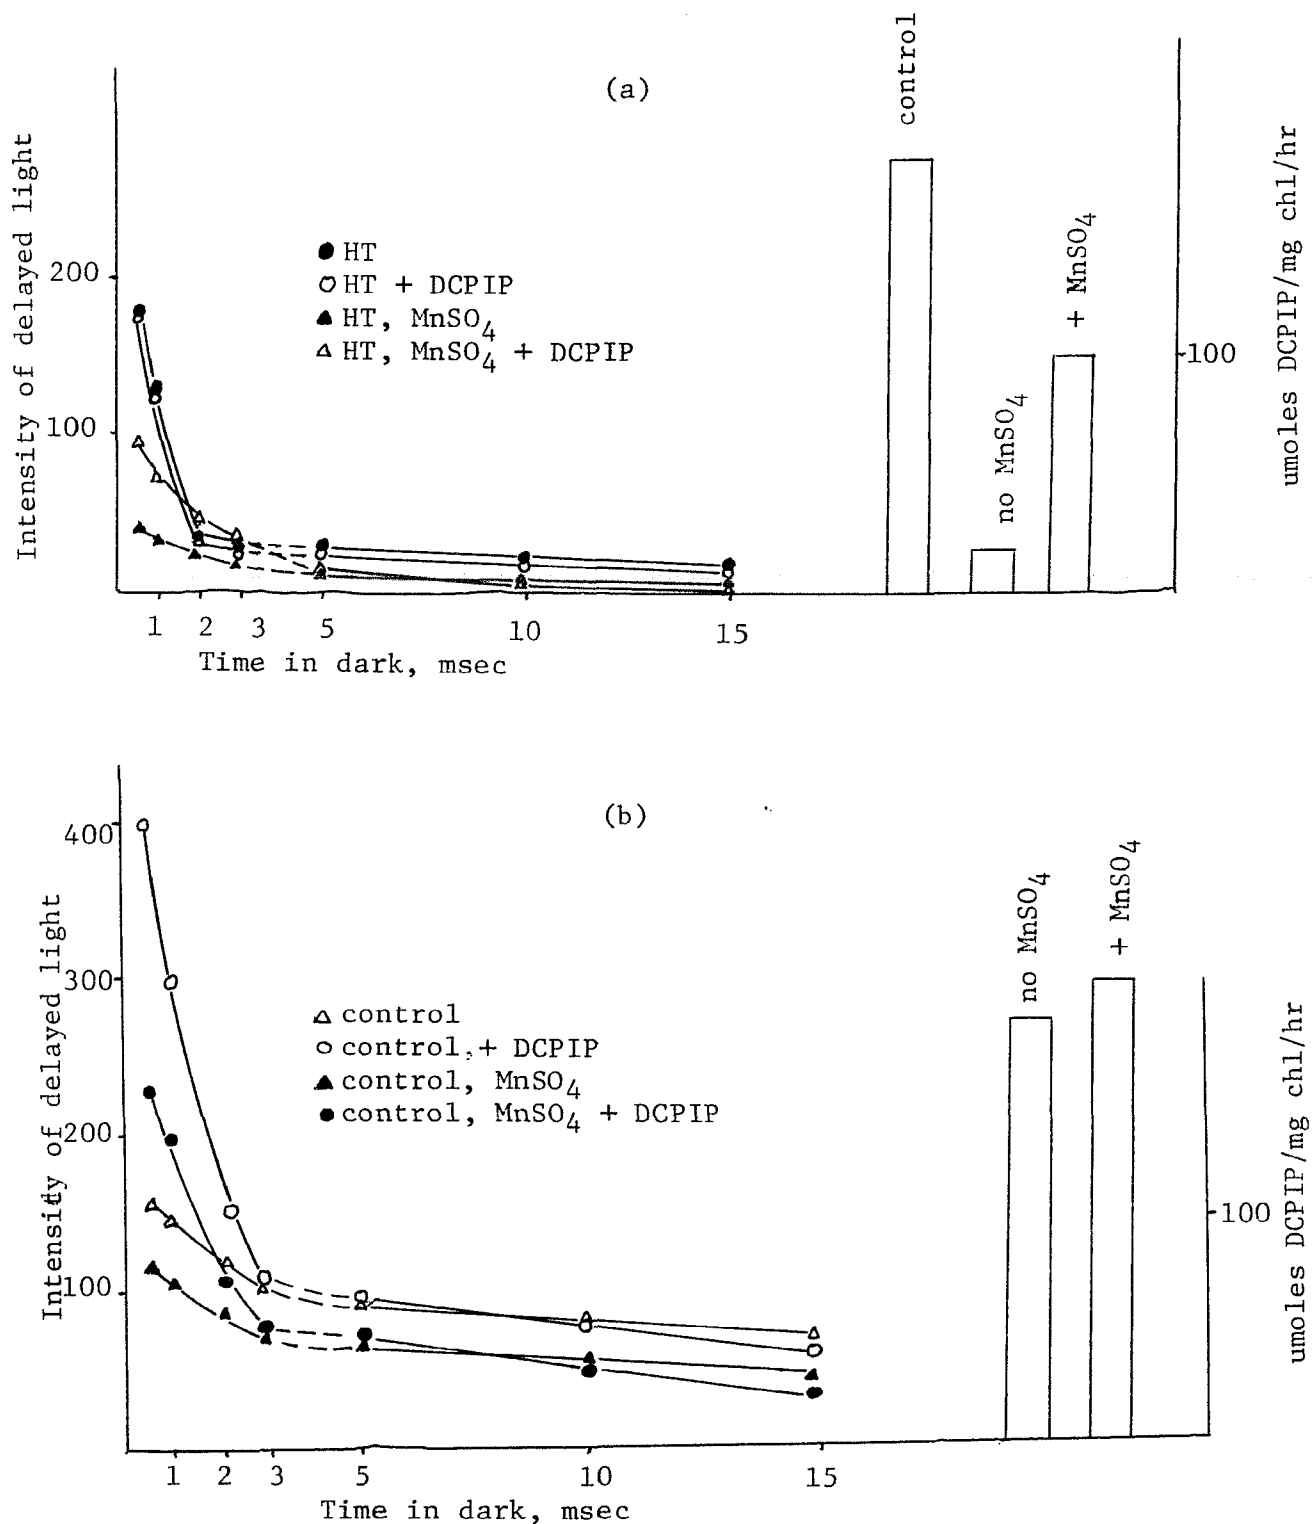 (a)
Intensity of delayed light
200
100
● HT
○ HT + DCPIP
▲ HT, MnSO4
△ HT, MnSO4 + DCPIP
1 2 3 5 10 15
Time in dark, msec
control
no MnSO4
+ MnSO4
100
umoles DCPIP/mg chl/hr
(b)
Intensity of delayed light
400
300
200
100
△ control
○ control, + DCPIP
▲ control, MnSO4
● control, MnSO4 + DCPIP
1 2 3 5 10 15
Time in dark, msec
no MnSO4
+ MnSO4
100
umoles DCPIP/mg chl/hr